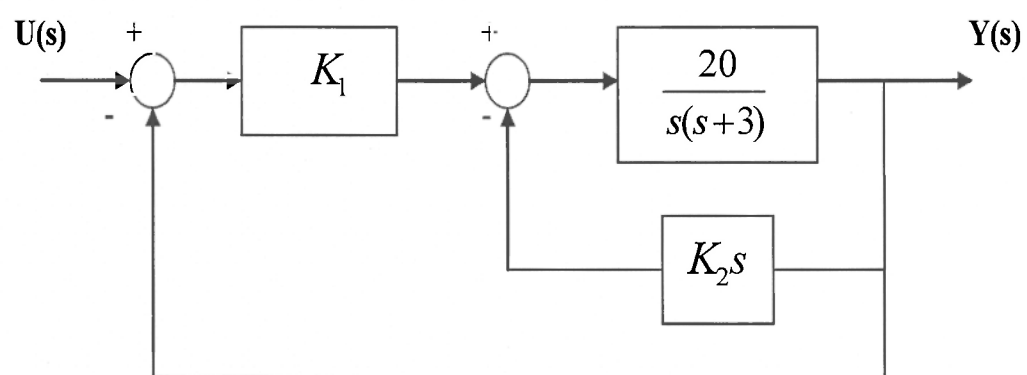 U(s)
+
-
K₁
+
-
20
s(s+3)
Y(s)
K₂s